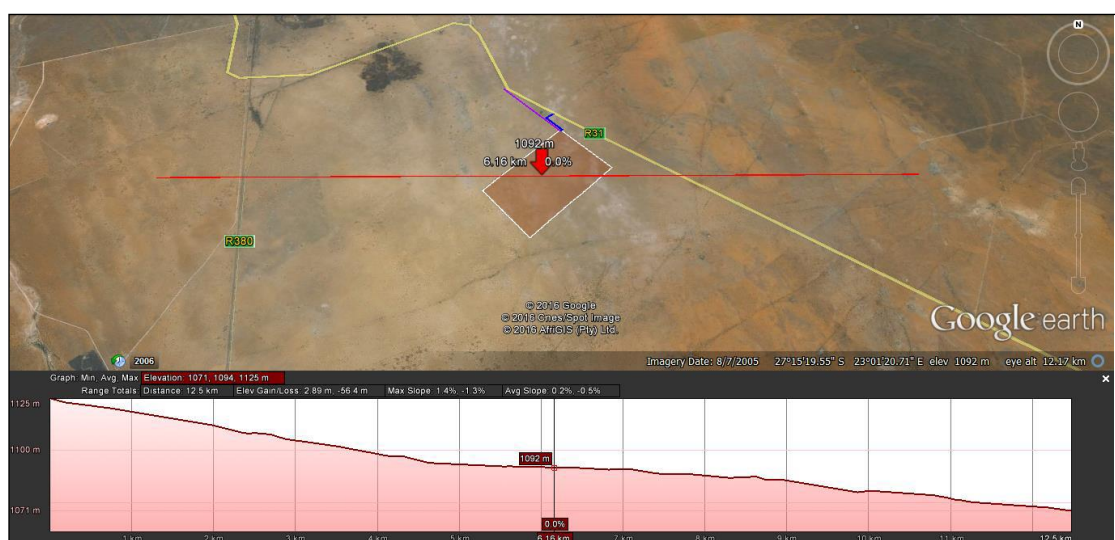 N
R31
1092 m
6.16 km 0.0%
R380
© 2016 Google
© 2016 Cnes/Spot Image
© 2016 AfriGIS (Pty) Ltd.
Google earth
2006
Imagery Date: 8/7/2005 27°15'19.55" S 23°01'20.71" E elev 1092 m eye alt 12.17 km
Graph: Min, Avg, Max Elevation: 1071, 1094, 1125 m
Range Totals: Distance: 12.5 km Elev Gain/Loss: 2.89 m, -56.4 m Max Slope: 1.4%, -1.3% Avg Slope: 0.2%, -0.5%
1125 m
1100 m
1092 m
1071 m
0.0%
1 km 2 km 3 km 4 km 5 km 6.16 km 7 km 8 km 9 km 10 km 11 km 12.5 km